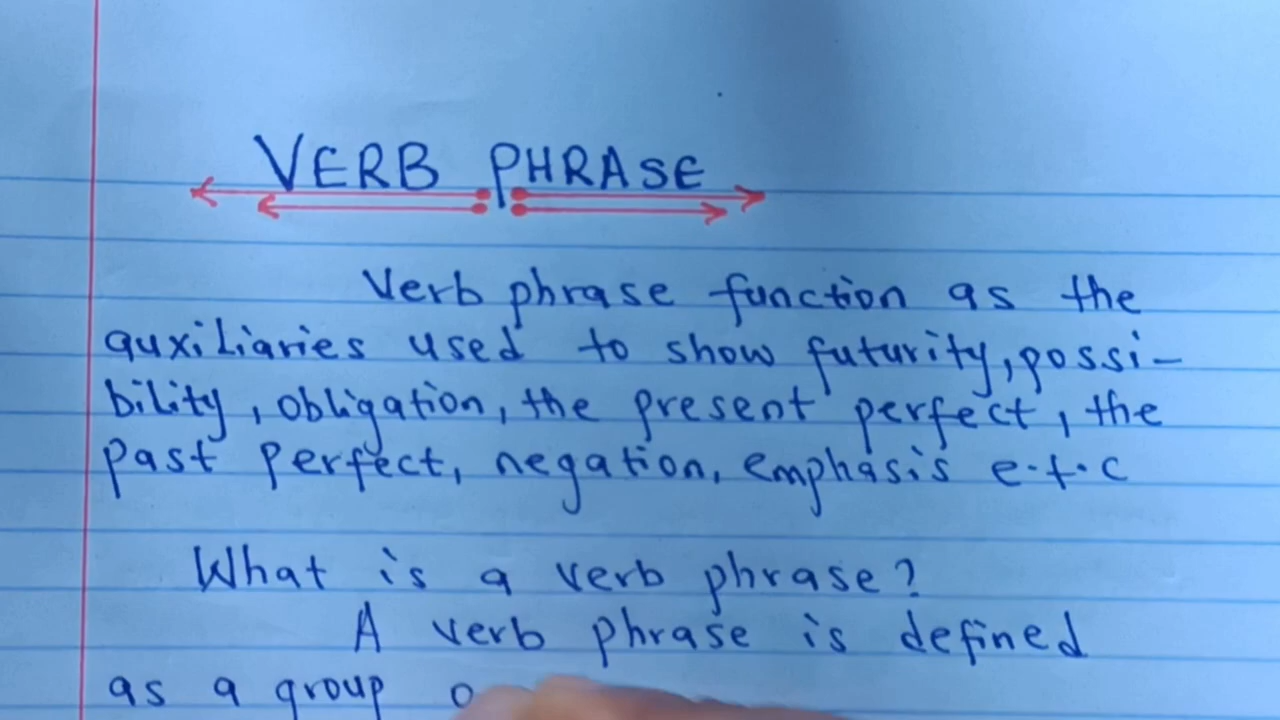 VERB PHRASE
Verb phrase function as the
auxiliaries used to show futurity, possi-
bility, obligation, the present perfect, the
past perfect, negation, emphasis e.t.c
What is a verb phrase?
A verb phrase is defined
as a group